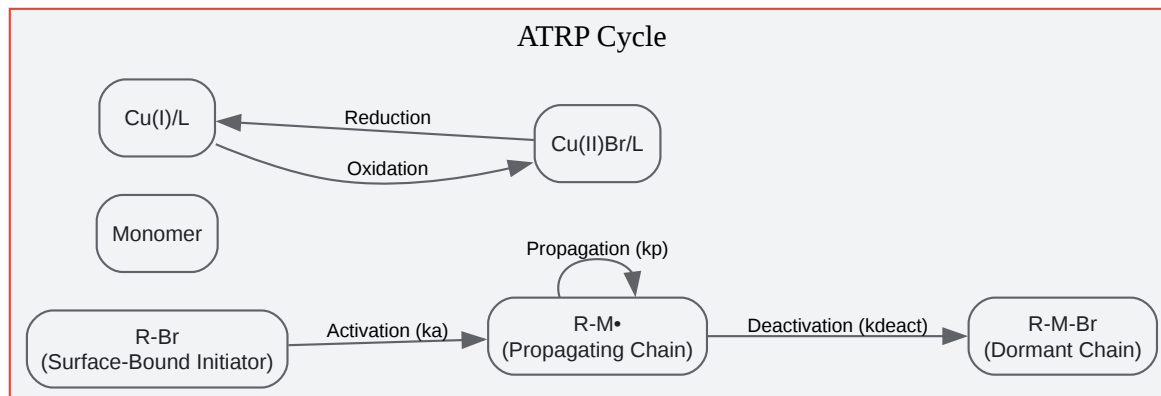 ATRP Cycle
Cu(I)/L
Reduction
Cu(II)Br/L
Oxidation
Monomer
Propagation (kp)
R-Br
(Surface-Bound Initiator)
Activation (ka)
R-M•
(Propagating Chain)
Deactivation (kdeact)
R-M-Br
(Dormant Chain)